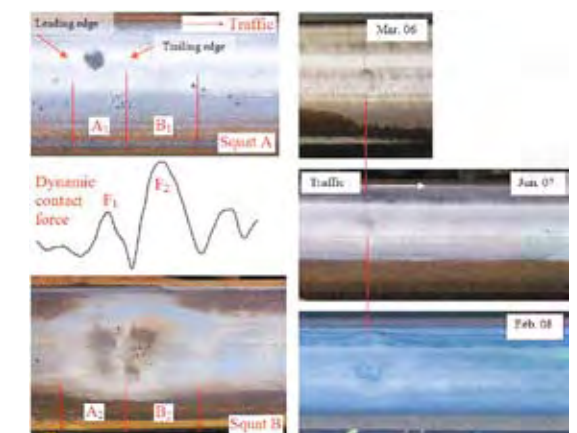 Leading edge
Traffic
Trailing edge
A₁
B₁
Squat A
Dynamic
contact
force
F₁
F₂
A₂
B₂
Squat B
Mar. 06
Traffic
Jun. 07
Feb. 08